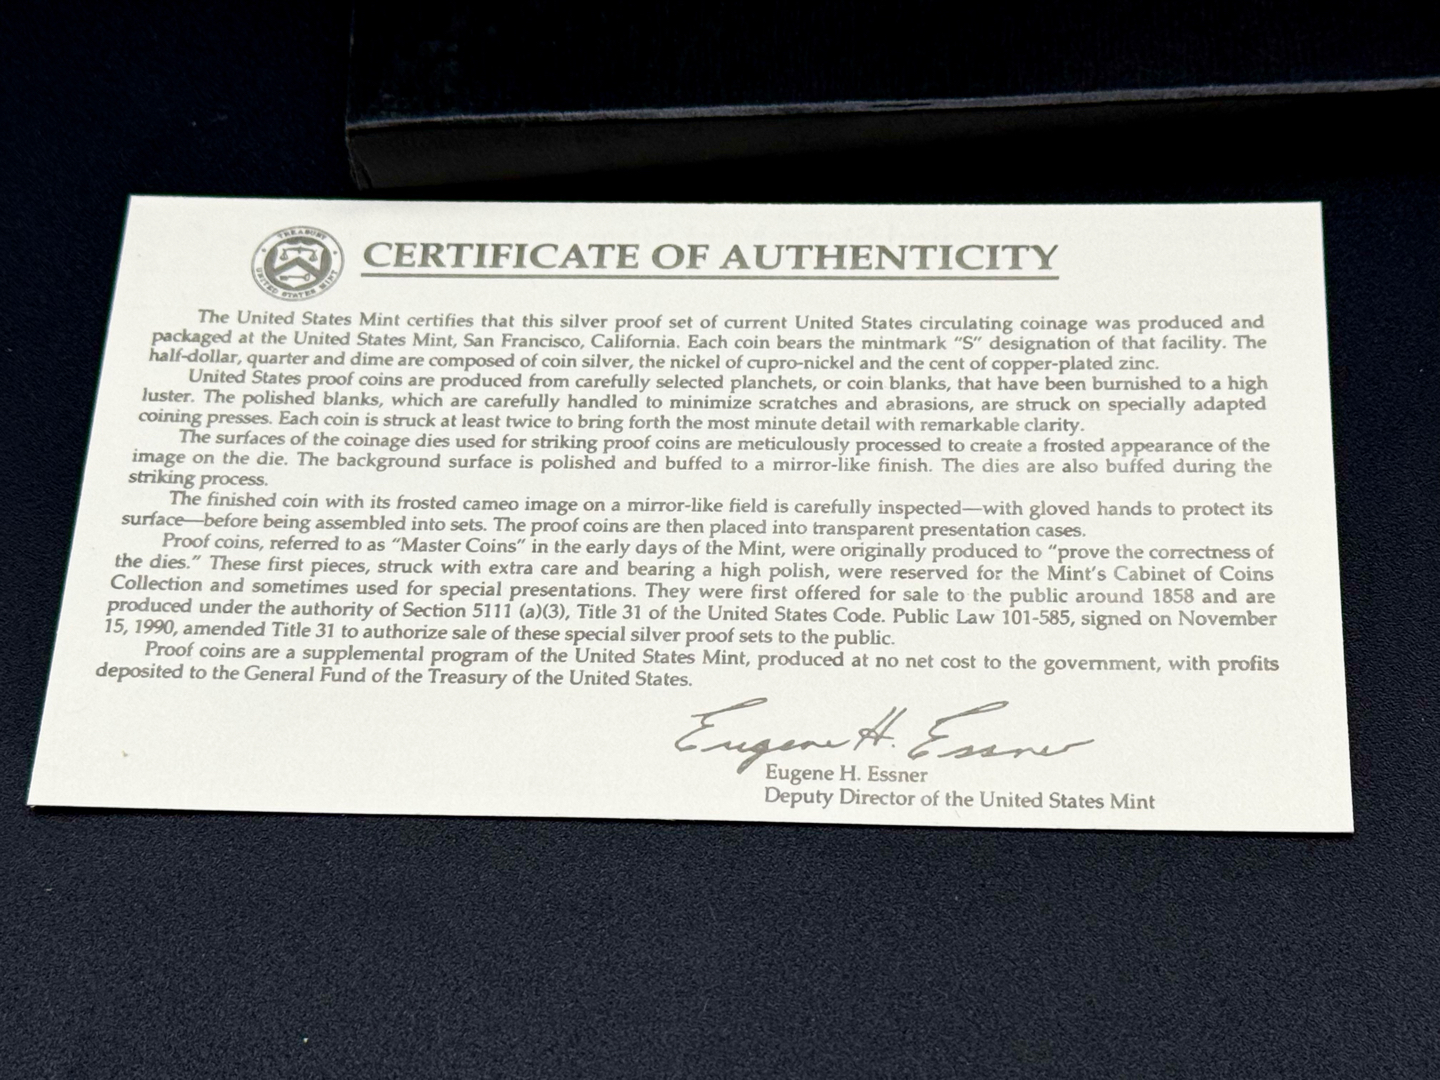 TREASURY
UNITED STATES MINT
CERTIFICATE OF AUTHENTICITY
The United States Mint certifies that this silver proof set of current United States circulating coinage was produced and
packaged at the United States Mint, San Francisco, California. Each coin bears the mintmark “S” designation of that facility. The
half-dollar, quarter and dime are composed of coin silver, the nickel of cupro-nickel and the cent of copper-plated zinc.
United States proof coins are produced from carefully selected planchets, or coin blanks, that have been burnished to a high
luster. The polished blanks, which are carefully handled to minimize scratches and abrasions, are struck on specially adapted
coining presses. Each coin is struck at least twice to bring forth the most minute detail with remarkable clarity.
The surfaces of the coinage dies used for striking proof coins are meticulously processed to create a frosted appearance of the
image on the die. The background surface is polished and buffed to a mirror-like finish. The dies are also buffed during the
striking process.
The finished coin with its frosted cameo image on a mirror-like field is carefully inspected—with gloved hands to protect its
surface—before being assembled into sets. The proof coins are then placed into transparent presentation cases.
Proof coins, referred to as “Master Coins” in the early days of the Mint, were originally produced to “prove the correctness of
the dies.” These first pieces, struck with extra care and bearing a high polish, were reserved for the Mint’s Cabinet of Coins
Collection and sometimes used for special presentations. They were first offered for sale to the public around 1858 and are
produced under the authority of Section 5111 (a)(3), Title 31 of the United States Code. Public Law 101-585, signed on November
15, 1990, amended Title 31 to authorize sale of these special silver proof sets to the public.
Proof coins are a supplemental program of the United States Mint, produced at no net cost to the government, with profits
deposited to the General Fund of the Treasury of the United States.
Eugene H. Essner
Eugene H. Essner
Deputy Director of the United States Mint